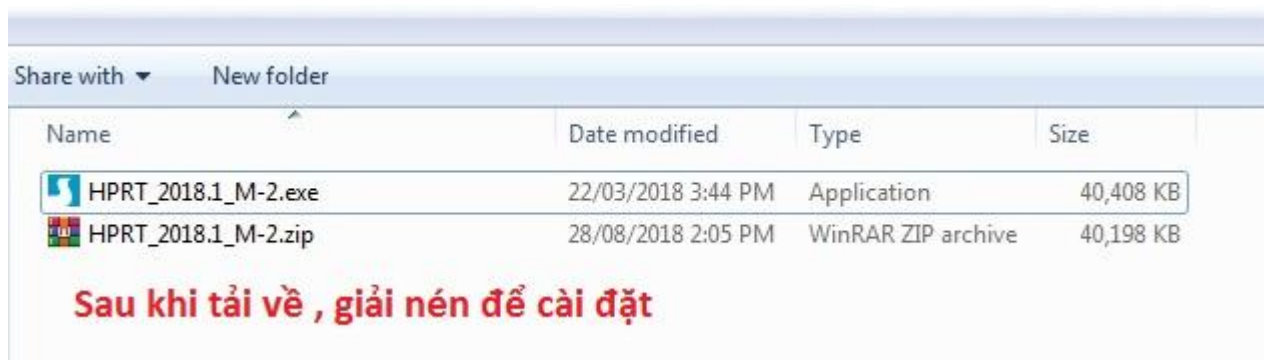 Share with New folder
Name Date modified Type Size
HPRT_2018.1_M-2.exe 22/03/2018 3:44 PM Application 40,408 KB
HPRT_2018.1_M-2.zip 28/08/2018 2:05 PM WinRAR ZIP archive 40,198 KB
Sau khi tải về , giải nén để cài đặt